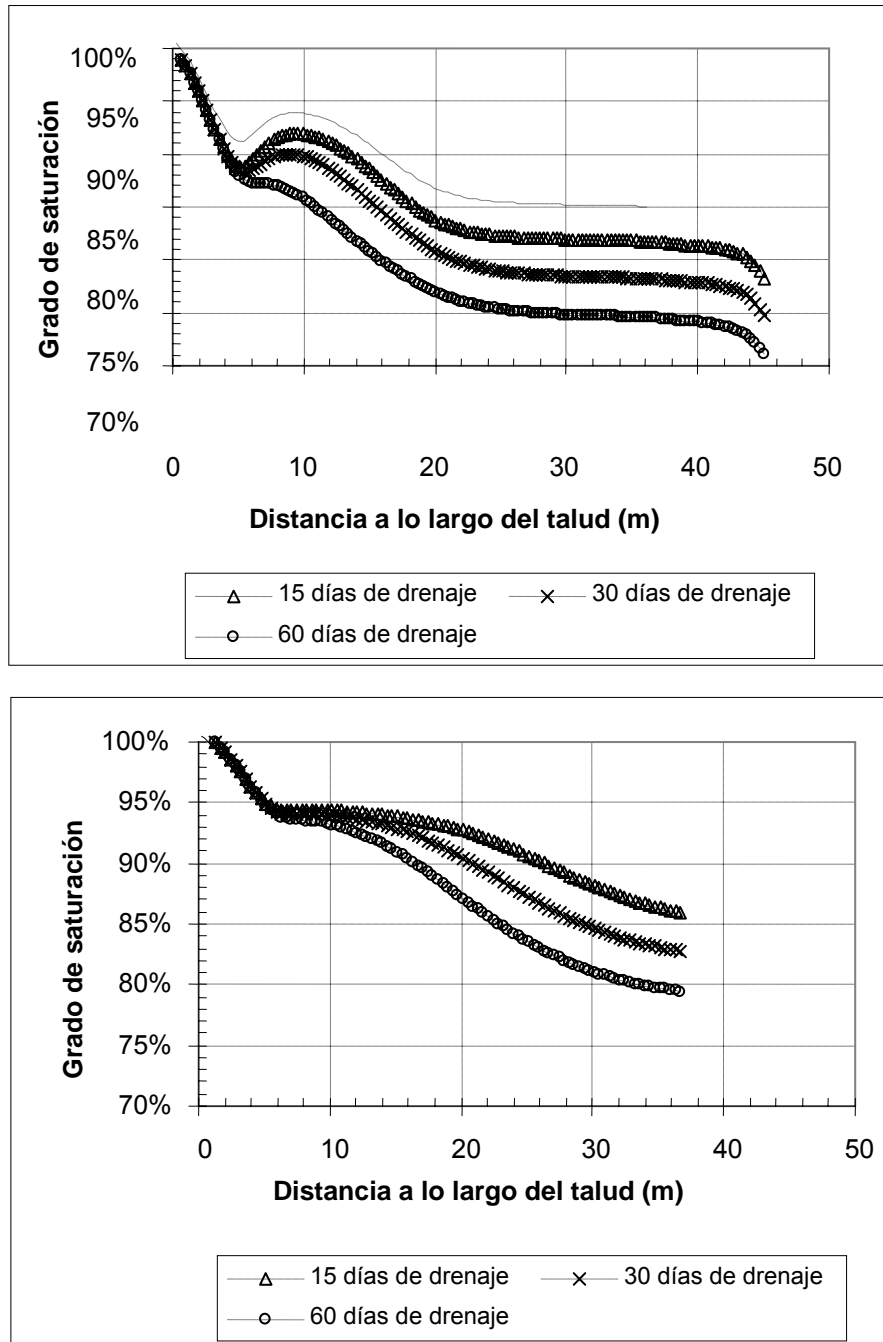 Grado de saturación
100%
95%
90%
85%
80%
75%
70%
0 10 20 30 40 50
Distancia a lo largo del talud (m)
15 días de drenaje 30 días de drenaje
60 días de drenaje
Grado de saturación
100%
95%
90%
85%
80%
75%
70%
0 10 20 30 40 50
Distancia a lo largo del talud (m)
15 días de drenaje 30 días de drenaje
60 días de drenaje